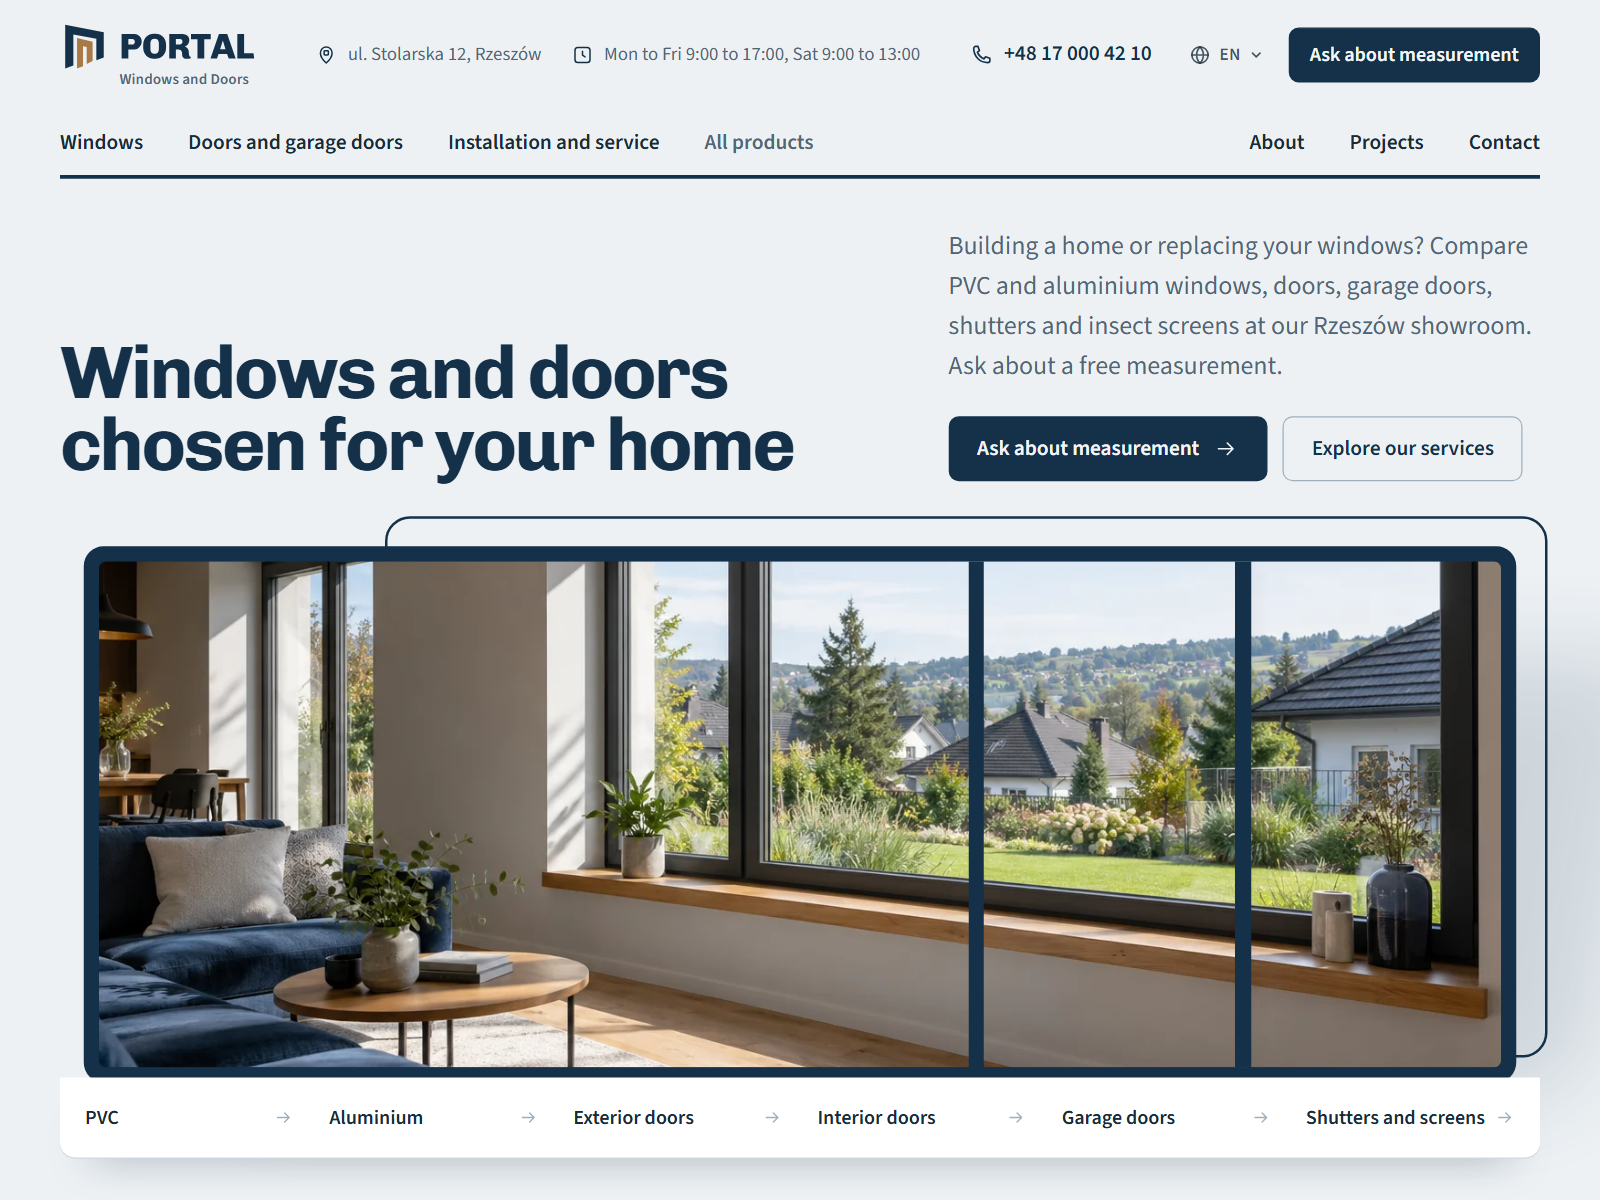 PORTAL
Windows and Doors
ul. Stolarska 12, Rzeszów
Mon to Fri 9:00 to 17:00, Sat 9:00 to 13:00
+48 17 000 42 10
EN
Ask about measurement
Windows
Doors and garage doors
Installation and service
All products
About
Projects
Contact
Windows and doors
chosen for your home
Building a home or replacing your windows? Compare
PVC and aluminium windows, doors, garage doors,
shutters and insect screens at our Rzeszów showroom.
Ask about a free measurement.
Ask about measurement
Explore our services
PVC
Aluminium
Exterior doors
Interior doors
Garage doors
Shutters and screens